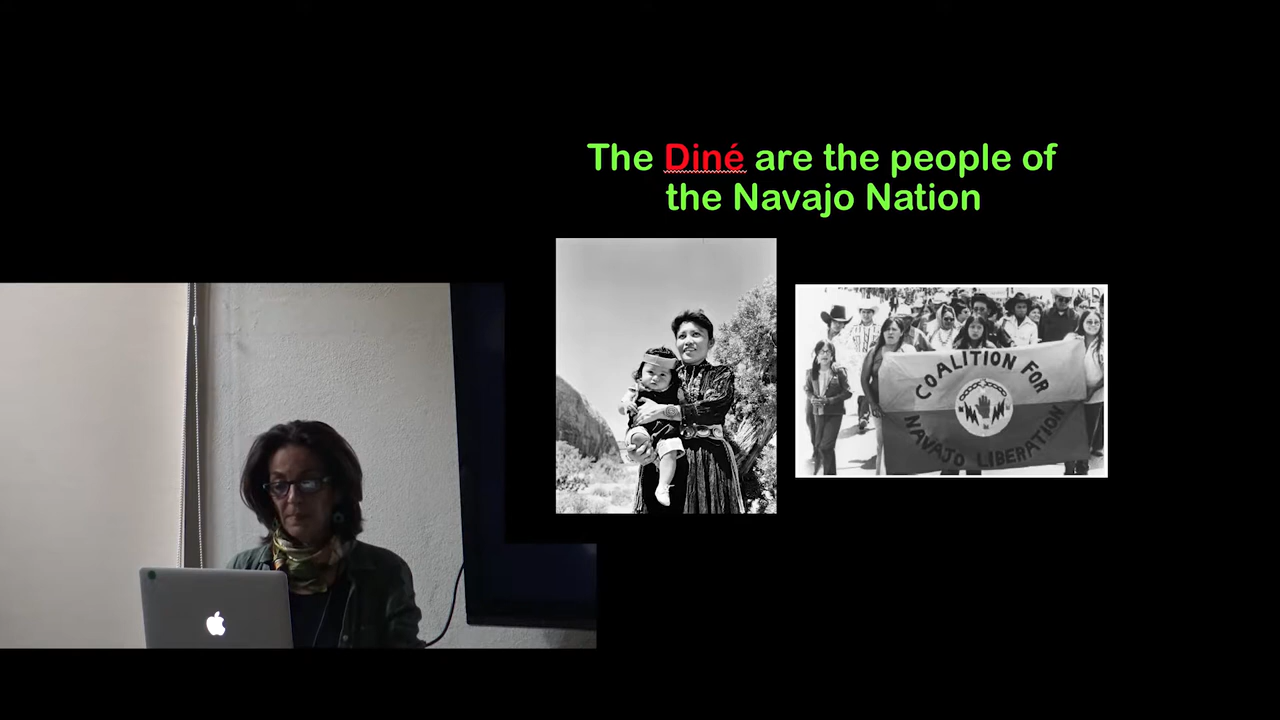 The Diné are the people of
the Navajo Nation
COALITION FOR
NAVAJO LIBERATION